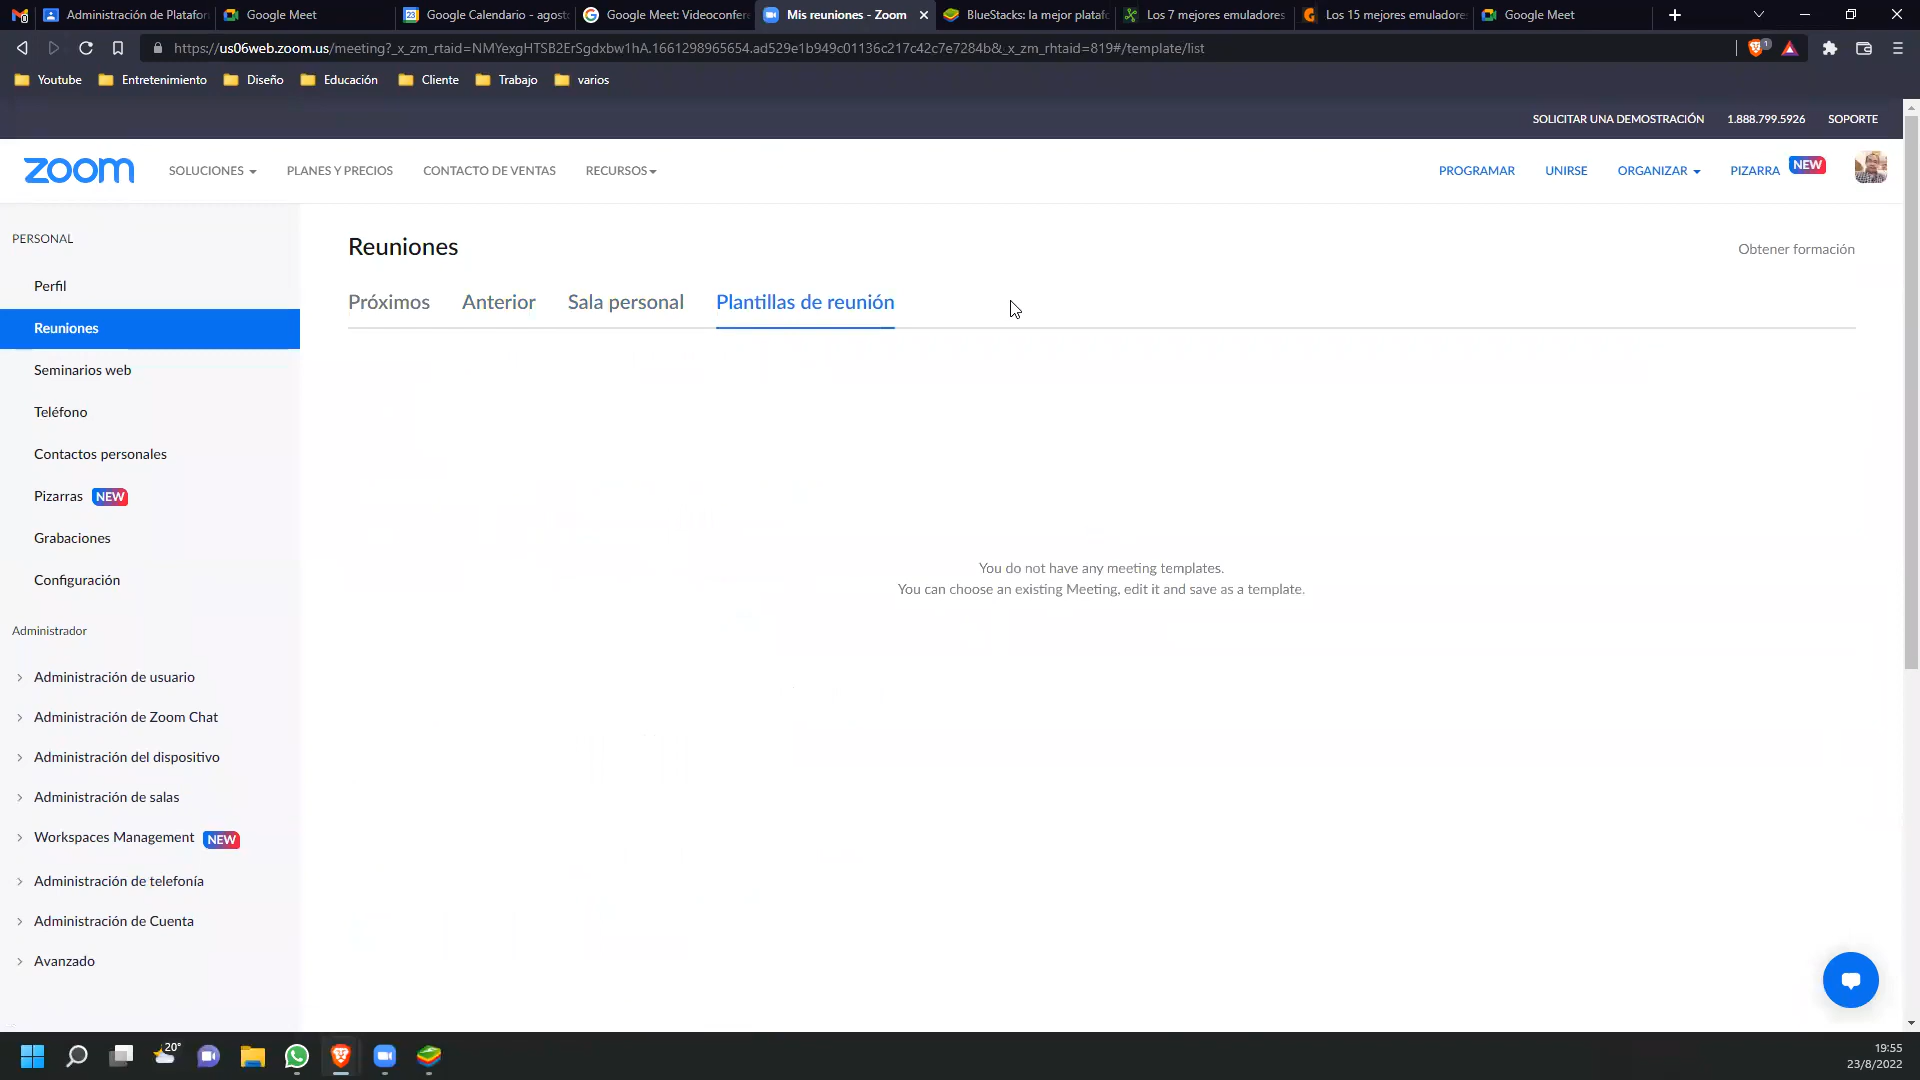 Administración de Platafor
Google Meet
Google Calendario - agost
Google Meet: Videoconfere
Mis reuniones - Zoom
BlueStacks: la mejor plataf
Los 7 mejores emuladores
Los 15 mejores emuladore
Google Meet
https://us06web.zoom.us/meeting?_x_zm_rtaid=NMYexgHTSB2ErSgdxbw1hA.1661298965654.ad529e1b949c01136c217c42c7e7284b&_x_zm_rhtaid=819#/template/list
Youtube
Entretenimiento
Diseño
Educación
Cliente
Trabajo
varios
SOLICITAR UNA DEMOSTRACIÓN
1.888.799.5926
SOPORTE
zoom
SOLUCIONES
PLANES Y PRECIOS
CONTACTO DE VENTAS
RECURSOS
PROGRAMAR
UNIRSE
ORGANIZAR
PIZARRA NEW
PERSONAL
Perfil
Reuniones
Seminarios web
Teléfono
Contactos personales
Pizarras NEW
Grabaciones
Configuración
Administrador
Administración de usuario
Administración de Zoom Chat
Administración del dispositivo
Administración de salas
Workspaces Management NEW
Administración de telefonía
Administración de Cuenta
Avanzado
Reuniones
Obtener formación
Próximos
Anterior
Sala personal
Plantillas de reunión
You do not have any meeting templates.
You can choose an existing Meeting, edit it and save as a template.
20°
19:55
23/8/2022